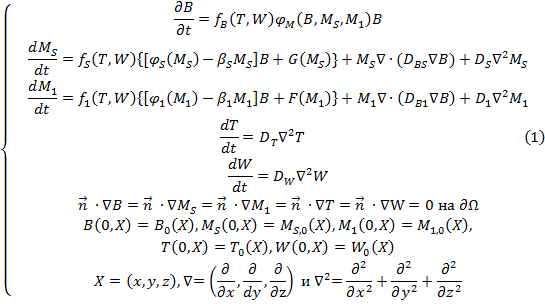 ∂B/∂t = f_B(T,W)φ_M(B,M_S,M_1)B
dM_S/dt = f_S(T,W){[φ_S(M_S) − β_S M_S]B + G(M_S)} + M_S∇ · (D_BS∇B) + D_S∇²M_S
dM_1/dt = f_1(T,W){[φ_1(M_1) − β_1 M_1]B + F(M_1)} + M_1∇ · (D_B1∇B) + D_1∇²M_1
dT/dt = D_T∇²T (1)
dW/dt = D_W∇²W
n⃗ · ∇B = n⃗ · ∇M_S = n⃗ · ∇M_1 = n⃗ · ∇T = n⃗ · ∇W = 0 на ∂Ω
B(0,X) = B_0(X), M_S(0,X) = M_S,0(X), M_1(0,X) = M_1,0(X),
T(0,X) = T_0(X), W(0,X) = W_0(X)
X = (x,y,z), ∇= (∂/∂x, ∂/dy, ∂/∂z) и ∇²= ∂²/∂x² + ∂²/∂y² + ∂²/∂z²